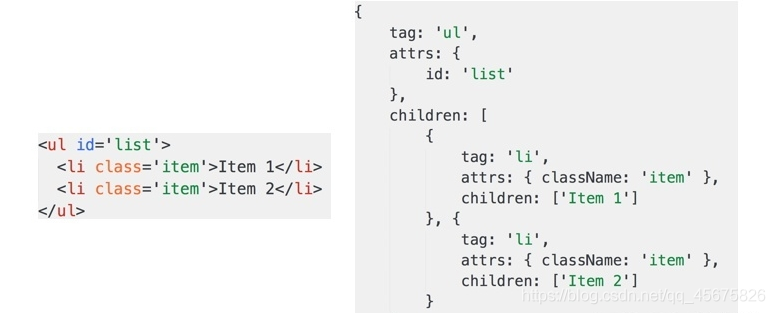 <ul id='list'>
  <li class='item'>Item 1</li>
  <li class='item'>Item 2</li>
</ul>
{
    tag: 'ul',
    attrs: {
        id: 'list'
    },
    children: [
        {
            tag: 'li',
            attrs: { className: 'item' },
            children: ['Item 1']
        }, {
            tag: 'li',
            attrs: { className: 'item' },
            children: ['Item 2']
        }
https://blog.csdn.net/qq_45675826